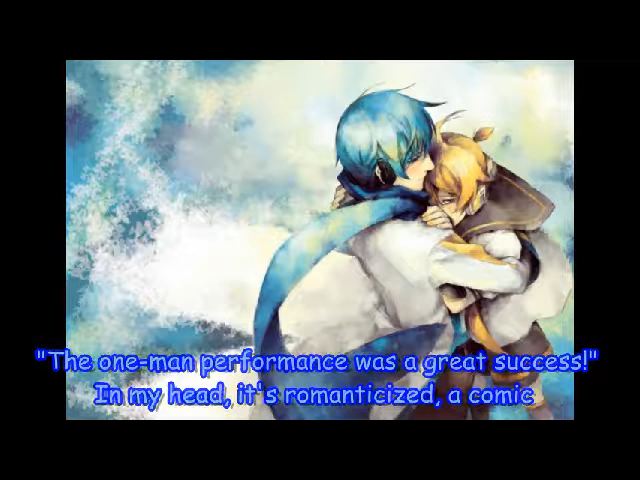 "The one-man performance was a great success!"
In my head, it's romanticized, a comic